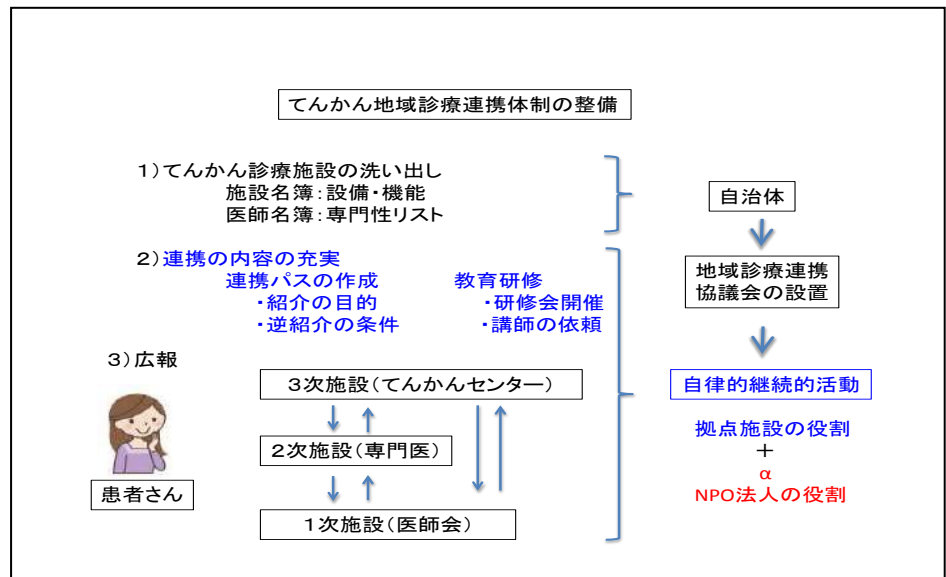 てんかん地域診療連携体制の整備
1)てんかん診療施設の洗い出し
施設名簿:設備・機能
医師名簿:専門性リスト
2)連携の内容の充実
連携パスの作成 教育研修
・紹介の目的 ・研修会開催
・逆紹介の条件 ・講師の依頼
3)広報
患者さん
3次施設(てんかんセンター)
2次施設(専門医)
1次施設(医師会)
自治体
地域診療連携
協議会の設置
自律的継続的活動
拠点施設の役割
+
α
NPO法人の役割